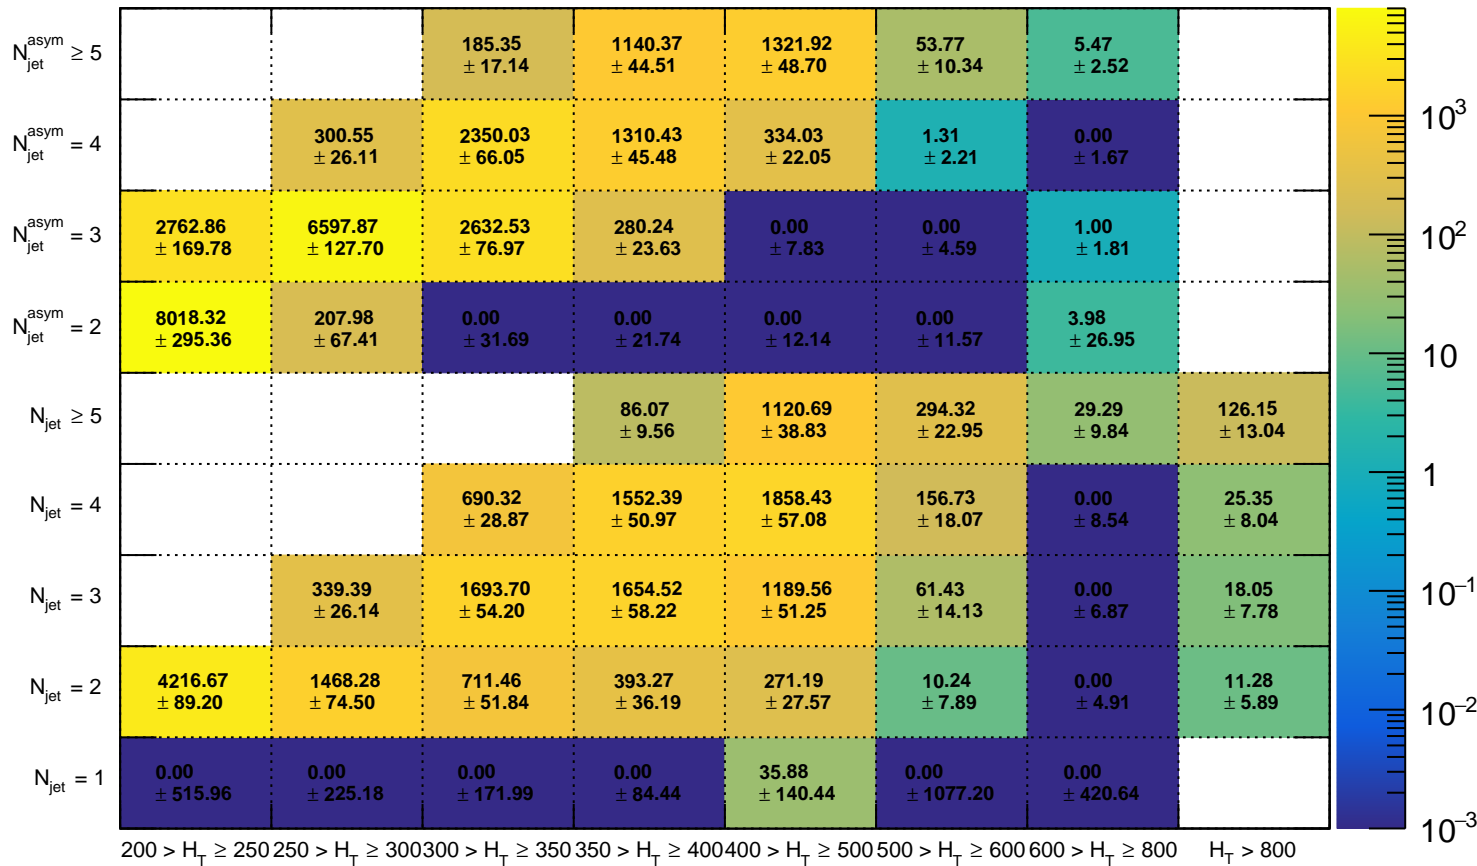 N_jet^asym ≥ 5
185.35 ± 17.14
1140.37 ± 44.51
1321.92 ± 48.70
53.77 ± 10.34
5.47 ± 2.52
N_jet^asym = 4
300.55 ± 26.11
2350.03 ± 66.05
1310.43 ± 45.48
334.03 ± 22.05
1.31 ± 2.21
0.00 ± 1.67
N_jet^asym = 3
2762.86 ± 169.78
6597.87 ± 127.70
2632.53 ± 76.97
280.24 ± 23.63
0.00 ± 7.83
0.00 ± 4.59
1.00 ± 1.81
N_jet^asym = 2
8018.32 ± 295.36
207.98 ± 67.41
0.00 ± 31.69
0.00 ± 21.74
0.00 ± 12.14
0.00 ± 11.57
3.98 ± 26.95
N_jet ≥ 5
86.07 ± 9.56
1120.69 ± 38.83
294.32 ± 22.95
29.29 ± 9.84
126.15 ± 13.04
N_jet = 4
690.32 ± 28.87
1552.39 ± 50.97
1858.43 ± 57.08
156.73 ± 18.07
0.00 ± 8.54
25.35 ± 8.04
N_jet = 3
339.39 ± 26.14
1693.70 ± 54.20
1654.52 ± 58.22
1189.56 ± 51.25
61.43 ± 14.13
0.00 ± 6.87
18.05 ± 7.78
N_jet = 2
4216.67 ± 89.20
1468.28 ± 74.50
711.46 ± 51.84
393.27 ± 36.19
271.19 ± 27.57
10.24 ± 7.89
0.00 ± 4.91
11.28 ± 5.89
N_jet = 1
0.00 ± 515.96
0.00 ± 225.18
0.00 ± 171.99
0.00 ± 84.44
35.88 ± 140.44
0.00 ± 1077.20
0.00 ± 420.64
200 > H_T ≥ 250
250 > H_T ≥ 300
300 > H_T ≥ 350
350 > H_T ≥ 400
400 > H_T ≥ 500
500 > H_T ≥ 600
600 > H_T ≥ 800
H_T > 800
10^3
10^2
10
1
10^−1
10^−2
10^−3